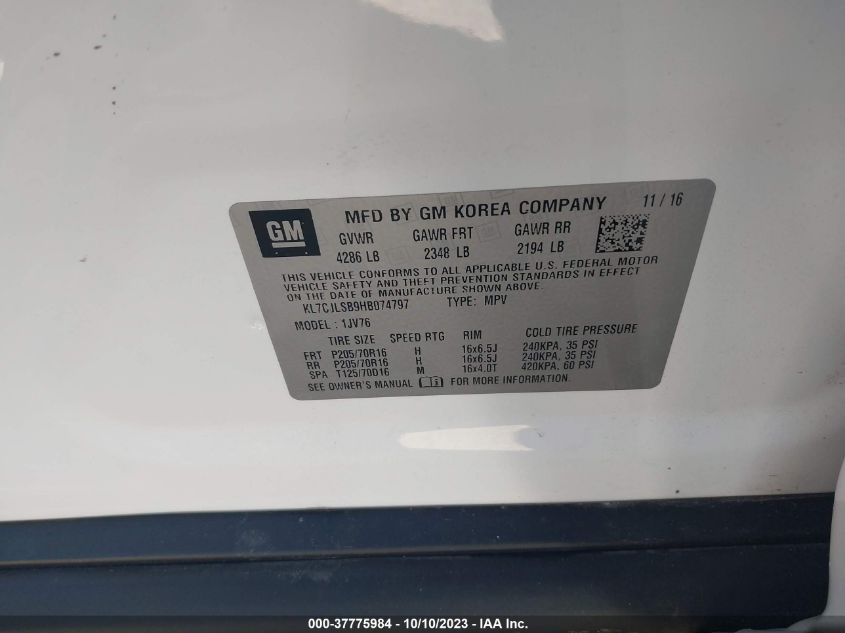 GM
MFD BY GM KOREA COMPANY 11 / 16
GVWR GAWR FRT GAWR RR
4286 LB 2348 LB 2194 LB
THIS VEHICLE CONFORMS TO ALL APPLICABLE U.S. FEDERAL MOTOR
VEHICLE SAFETY AND THEFT PREVENTION STANDARDS IN EFFECT
ON THE DATE OF MANUFACTURE SHOWN ABOVE.
KL7CJLSB9HB074797 TYPE: MPV
MODEL: 1JV76
TIRE SIZE SPEED RTG RIM COLD TIRE PRESSURE
FRT P205/70R16 H 16x6.5J 240KPA, 35 PSI
RR P205/70R16 H 16x6.5J 240KPA, 35 PSI
SPA T125/70D16 M 16x4.0T 420KPA, 60 PSI
SEE OWNER'S MANUAL FOR MORE INFORMATION.
000-37775984 - 10/10/2023 - IAA Inc.